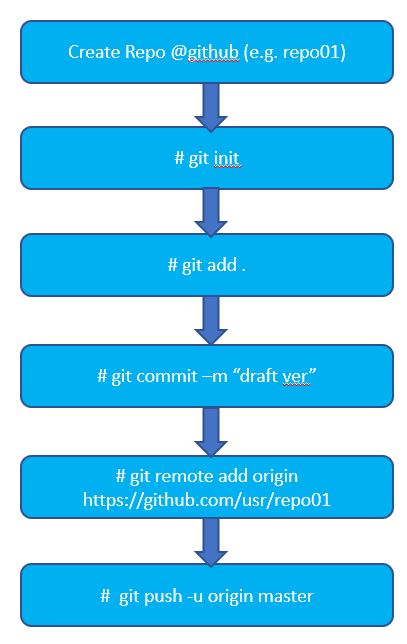 Create Repo @github (e.g. repo01)
# git init
# git add .
# git commit –m “draft ver”
# git remote add origin
https://github.com/usr/repo01
#  git push -u origin master